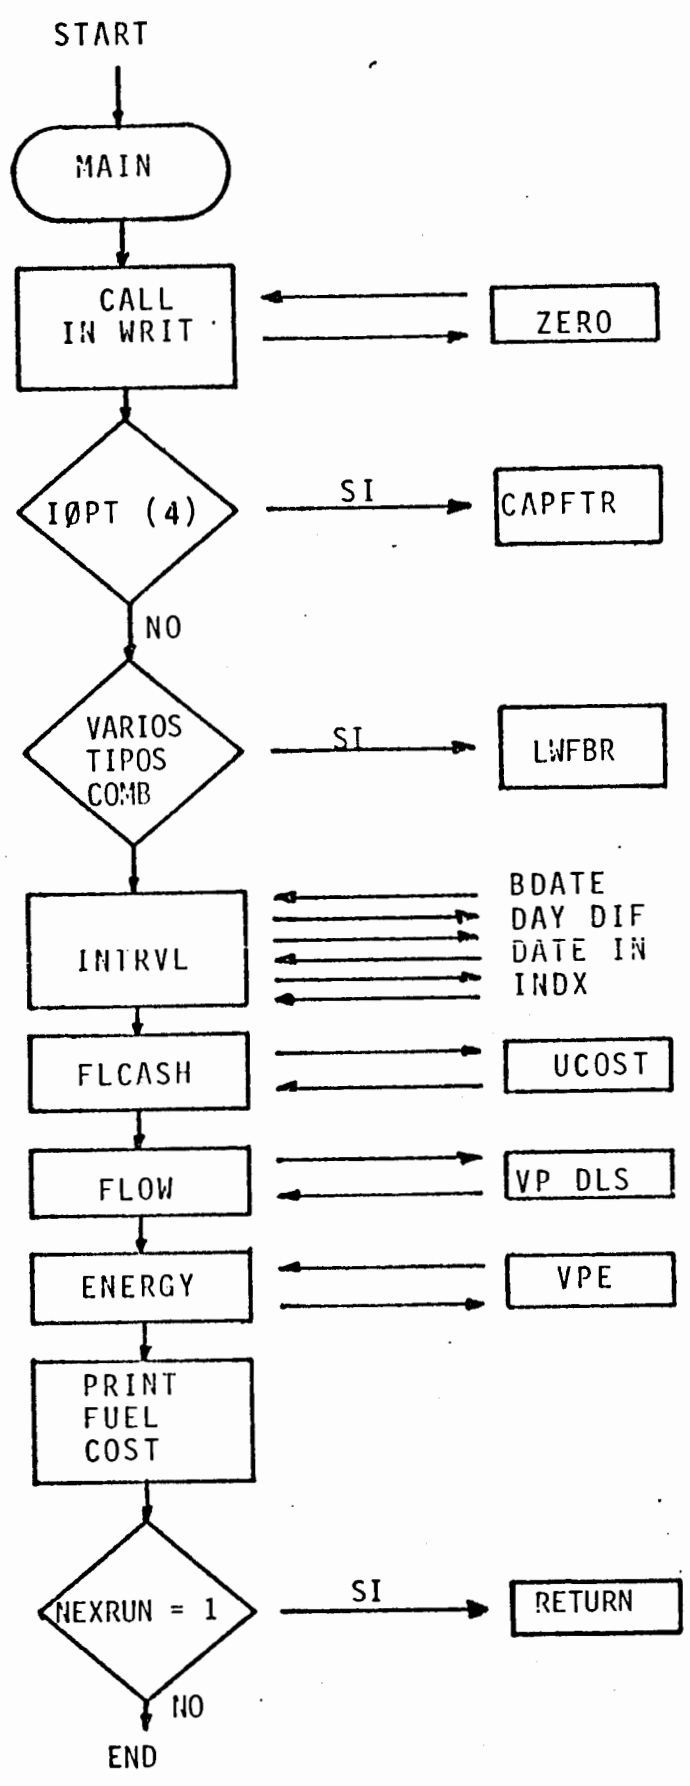 START
MAIN
CALL
IN WRIT
ZERO
IØPT (4)
SI
CAPFTR
NO
VARIOS
TIPOS
COMB
SI
LWFBR
INTRVL
BDATE
DAY DIF
DATE IN
INDX
FLCASH
UCOST
FLOW
VP DLS
ENERGY
VPE
PRINT
FUEL
COST
NEXRUN = 1
SI
RETURN
NO
END